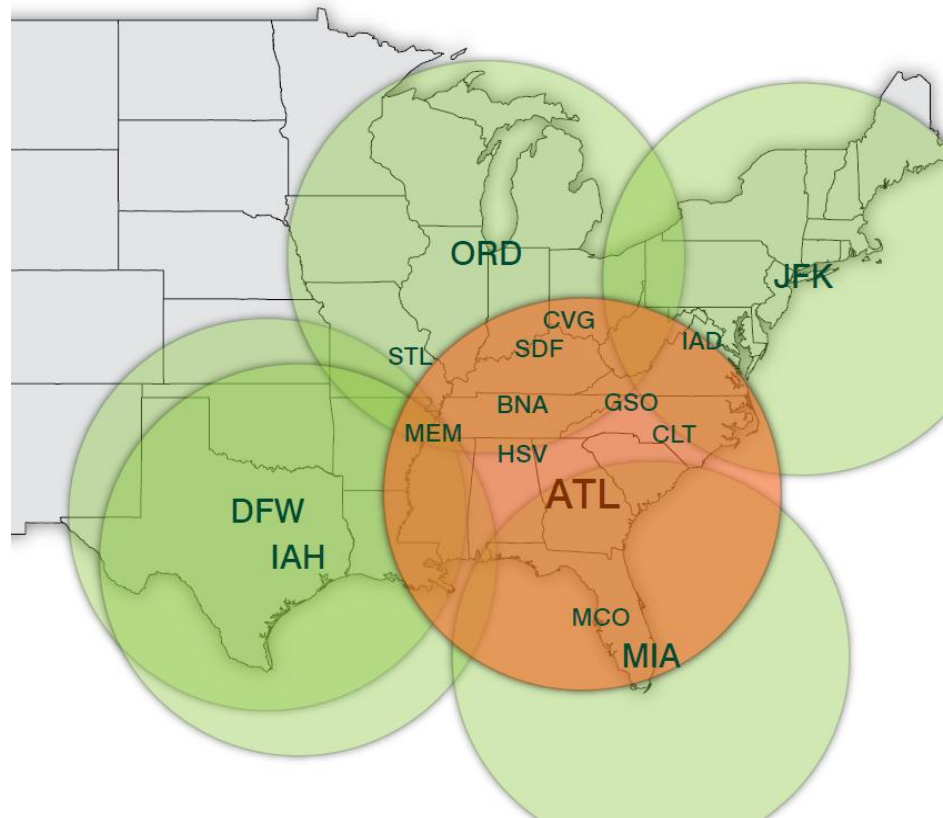 ORD
JFK
CVG
IAD
SDF
STL
BNA
GSO
MEM
CLT
HSV
ATL
DFW
IAH
MCO
MIA